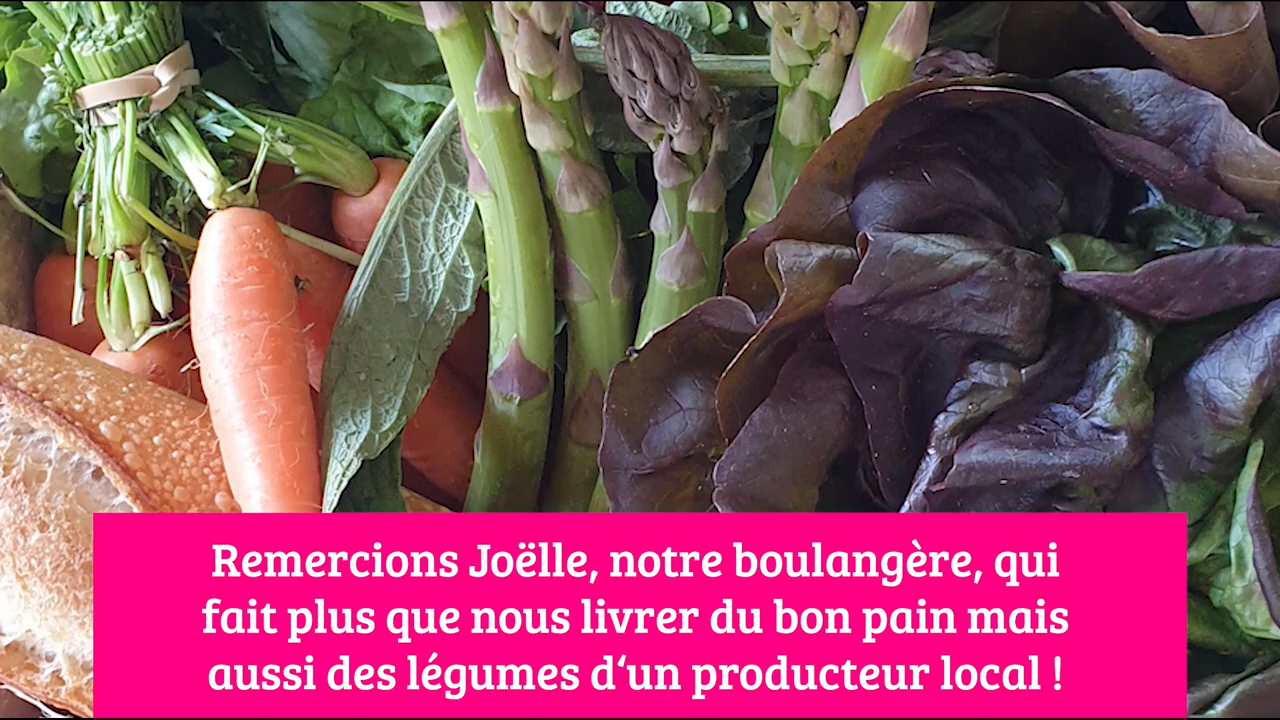 Remercions Joëlle, notre boulangère, qui
fait plus que nous livrer du bon pain mais
aussi des légumes d‘un producteur local !